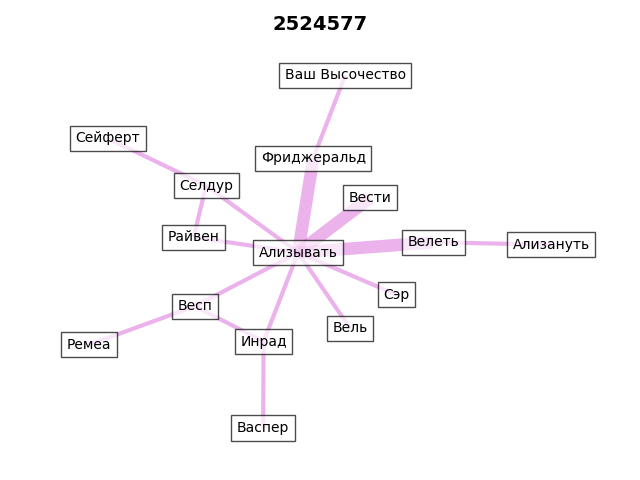 2524577
Ваш Высочество
Сейферт
Фриджеральд
Селдур
Вести
Райвен
Ализывать
Велеть
Ализануть
Сэр
Весп
Вель
Инрад
Ремеа
Васпер